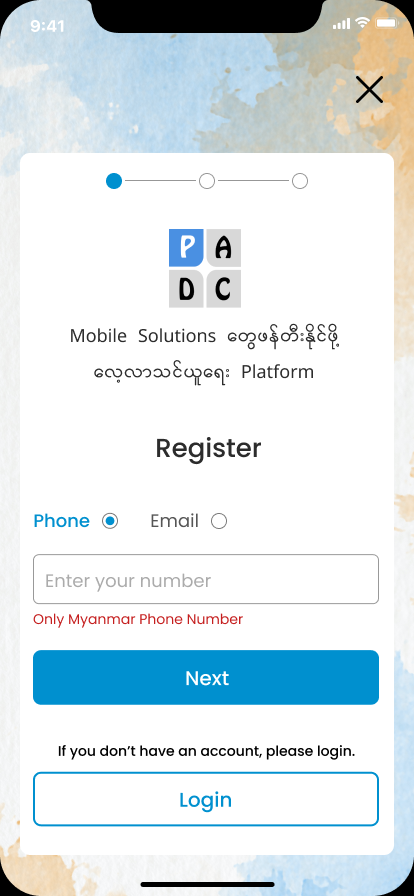 9:41
P A
D C
Mobile Solutions တွေဖန်တီးနိုင်ဖို့
လေ့လာသင်ယူရေး Platform
Register
Phone Email
Enter your number
Only Myanmar Phone Number
Next
If you don't have an account, please login.
Login